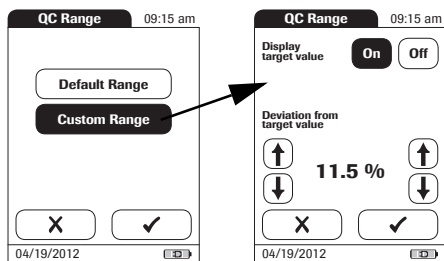 QC Range 09:15 am
Default Range
Custom Range
04/19/2012
QC Range 09:15 am
Display
target value
On Off
Deviation from
target value
11.5 %
04/19/2012